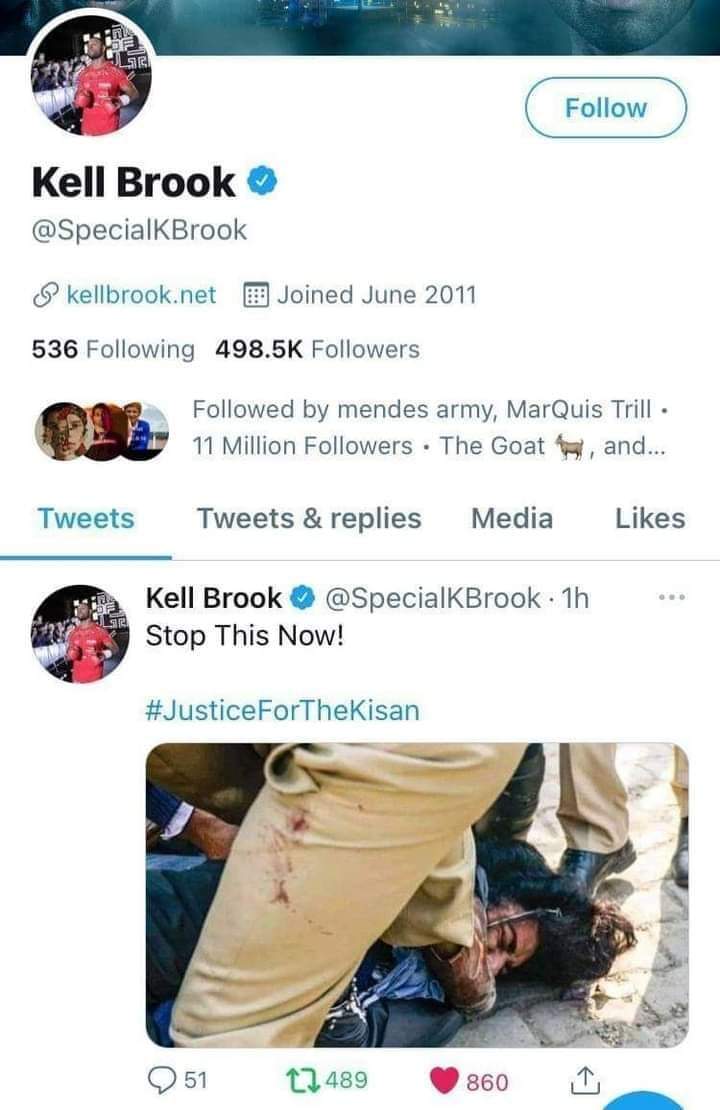 Follow
Kell Brook
@SpecialKBrook
kellbrook.net Joined June 2011
536 Following 498.5K Followers
Followed by mendes army, MarQuis Trill •
11 Million Followers • The Goat 🐐, and...
Tweets Tweets & replies Media Likes
Kell Brook @SpecialKBrook · 1h
Stop This Now!
#JusticeForTheKisan
51 489 860